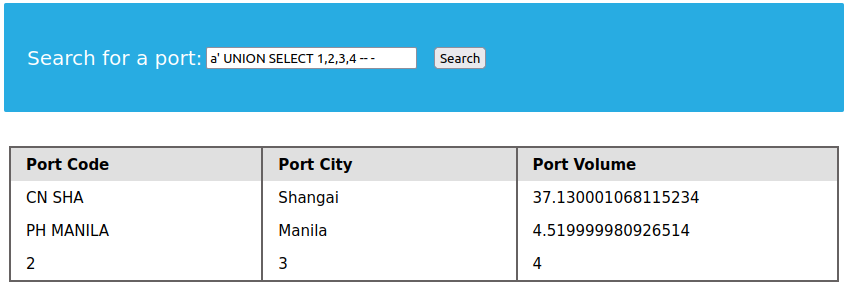 Search for a port: a' UNION SELECT 1,2,3,4 -- - Search
Port Code Port City Port Volume
CN SHA Shangai 37.130001068115234
PH MANILA Manila 4.519999980926514
2 3 4